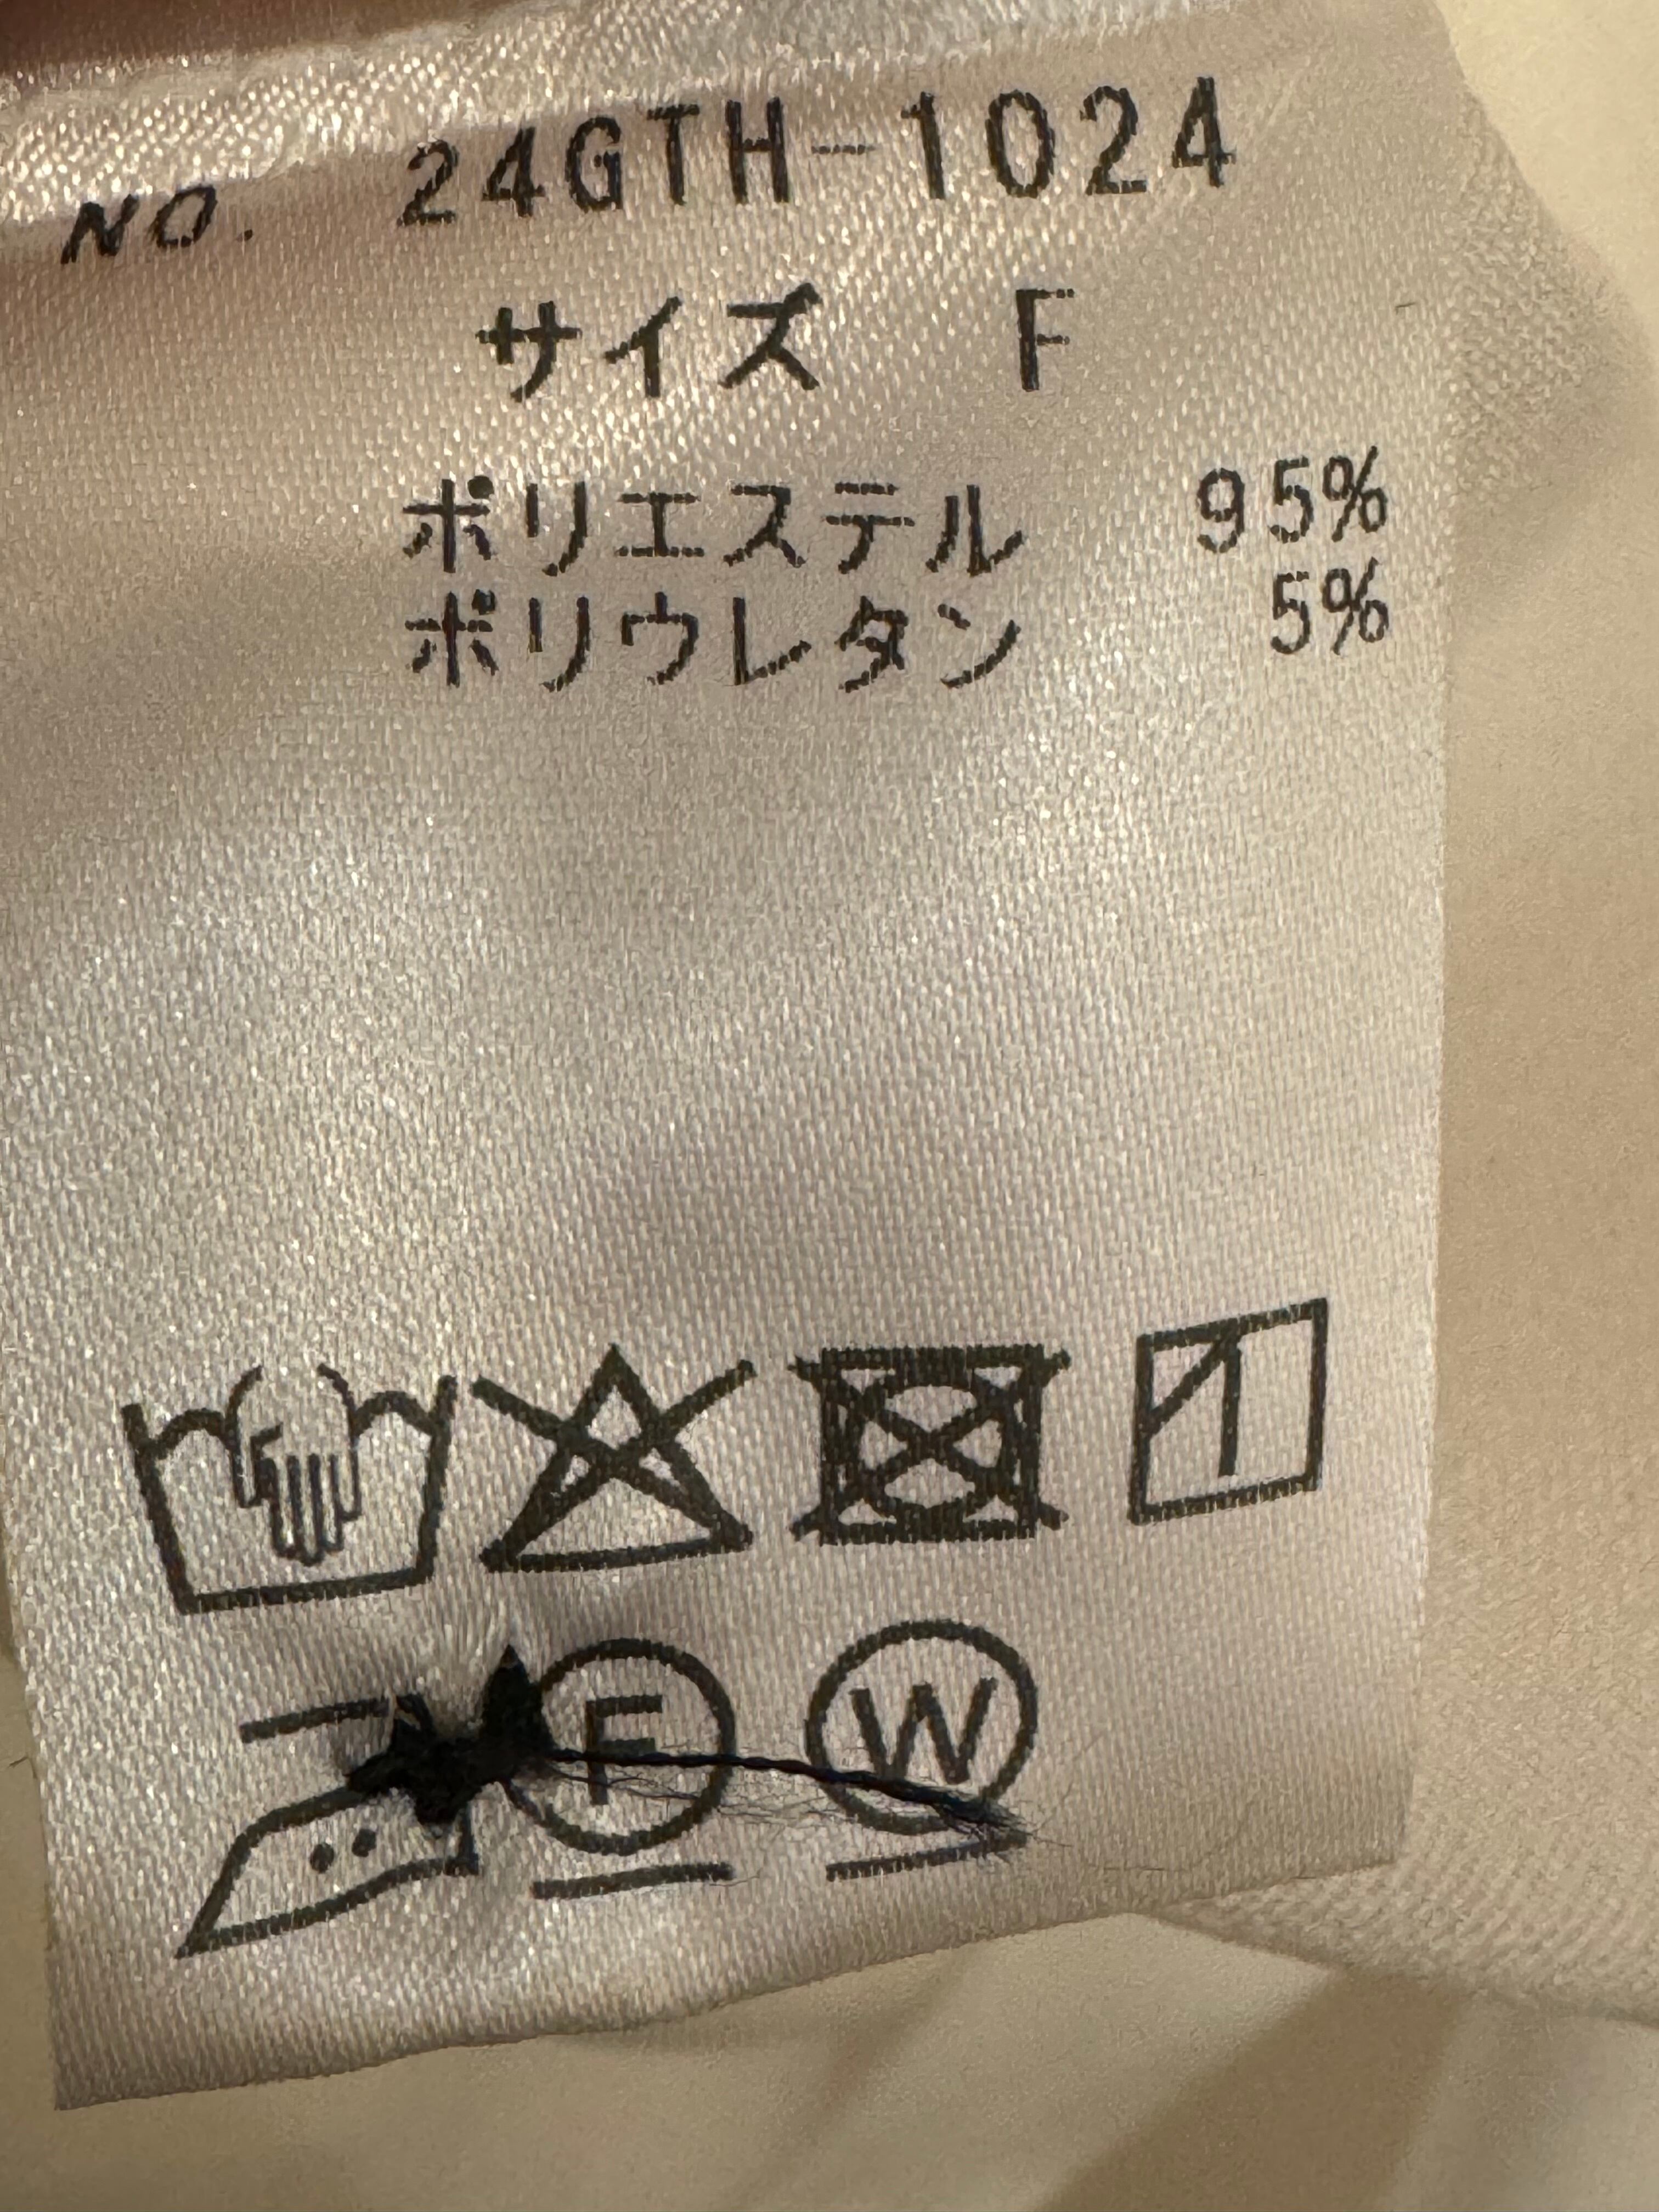 NO. 24GTH-1024
サイズ F
ポリエステル 95%
ポリウレタン 5%
F W